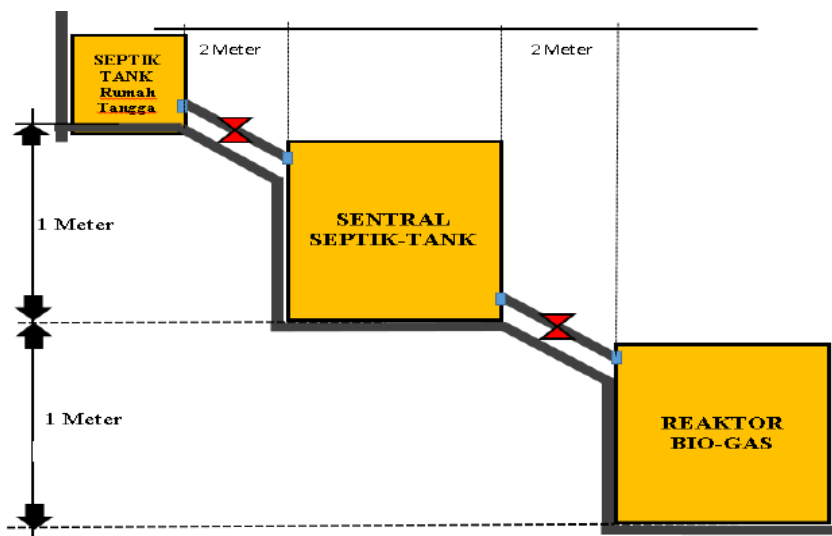 SEPTIK
TANK
Rumah
Tangga
2 Meter
2 Meter
1 Meter
SENTRAL
SEPTIK-TANK
1 Meter
REAKTOR
BIO-GAS